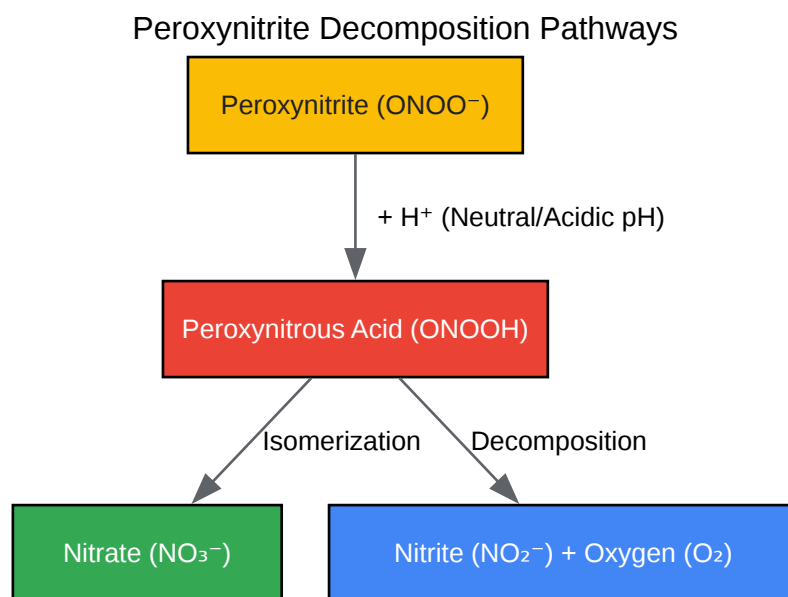 Peroxynitrite Decomposition Pathways
Peroxynitrite (ONOO⁻)
+ H⁺ (Neutral/Acidic pH)
Peroxynitrous Acid (ONOOH)
Isomerization
Decomposition
Nitrate (NO₃⁻)
Nitrite (NO₂⁻) + Oxygen (O₂)